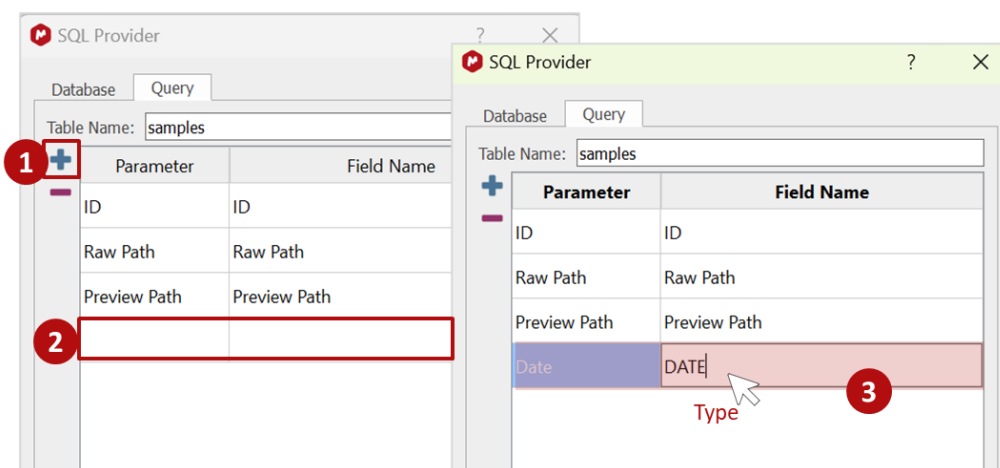 SQL Provider ?
Database Query
Table Name: samples
1
Parameter Field Name
ID ID
Raw Path Raw Path
Preview Path Preview Path
2
SQL Provider ?
Database Query
Table Name: samples
Parameter Field Name
ID ID
Raw Path Raw Path
Preview Path Preview Path
Date DATE
Type
3